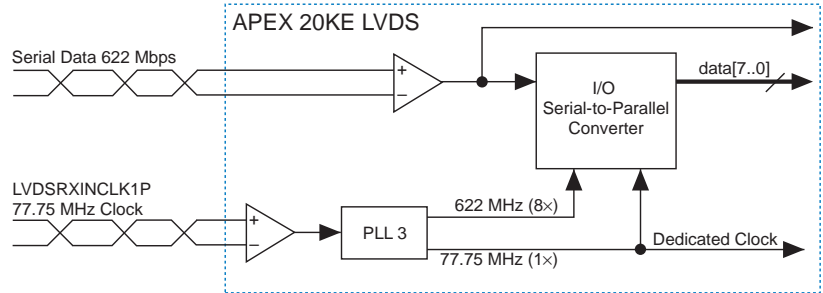 APEX 20KE LVDS
Serial Data 622 Mbps
+
−
I/O
Serial-to-Parallel
Converter
data[7..0]
LVDSRXINCLK1P
77.75 MHz Clock
+
−
PLL 3
622 MHz (8×)
77.75 MHz (1×)
Dedicated Clock